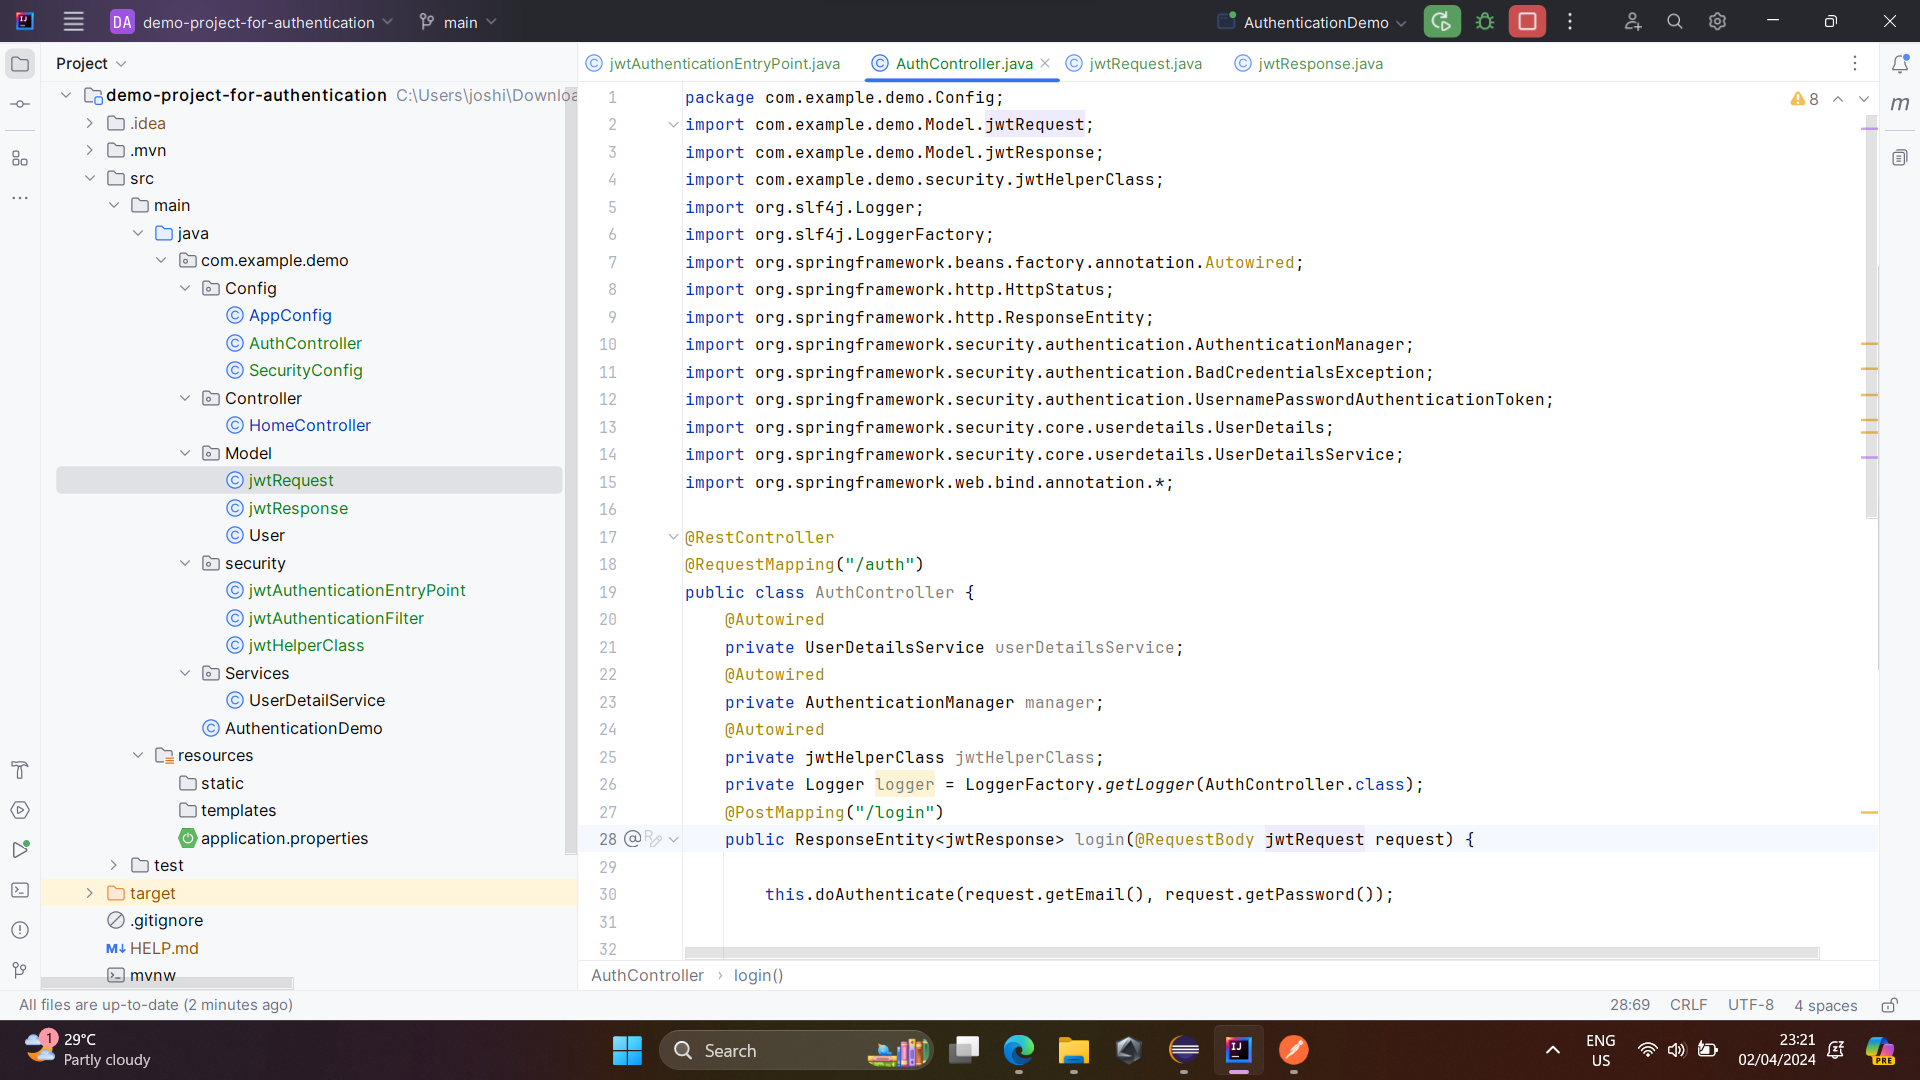 DA demo-project-for-authentication main AuthenticationDemo
Project
demo-project-for-authentication C:\Users\joshi\Downloa
.idea
.mvn
src
main
java
com.example.demo
Config
AppConfig
AuthController
SecurityConfig
Controller
HomeController
Model
jwtRequest
jwtResponse
User
security
jwtAuthenticationEntryPoint
jwtAuthenticationFilter
jwtHelperClass
Services
UserDetailService
AuthenticationDemo
resources
static
templates
application.properties
test
target
.gitignore
M↓ HELP.md
mvnw
jwtAuthenticationEntryPoint.java AuthController.java jwtRequest.java jwtResponse.java
8
m
1 package com.example.demo.Config;
2 import com.example.demo.Model.jwtRequest;
3 import com.example.demo.Model.jwtResponse;
4 import com.example.demo.security.jwtHelperClass;
5 import org.slf4j.Logger;
6 import org.slf4j.LoggerFactory;
7 import org.springframework.beans.factory.annotation.Autowired;
8 import org.springframework.http.HttpStatus;
9 import org.springframework.http.ResponseEntity;
10 import org.springframework.security.authentication.AuthenticationManager;
11 import org.springframework.security.authentication.BadCredentialsException;
12 import org.springframework.security.authentication.UsernamePasswordAuthenticationToken;
13 import org.springframework.security.core.userdetails.UserDetails;
14 import org.springframework.security.core.userdetails.UserDetailsService;
15 import org.springframework.web.bind.annotation.*;
16
17 @RestController
18 @RequestMapping("/auth")
19 public class AuthController {
20 @Autowired
21 private UserDetailsService userDetailsService;
22 @Autowired
23 private AuthenticationManager manager;
24 @Autowired
25 private jwtHelperClass jwtHelperClass;
26 private Logger logger = LoggerFactory.getLogger(AuthController.class);
27 @PostMapping("/login")
28 public ResponseEntity<jwtResponse> login(@RequestBody jwtRequest request) {
29
30 this.doAuthenticate(request.getEmail(), request.getPassword());
31
32
AuthController › login()
All files are up-to-date (2 minutes ago) 28:69 CRLF UTF-8 4 spaces
1 29°C
Partly cloudy
Search
ENG
US
23:21
02/04/2024
PRE